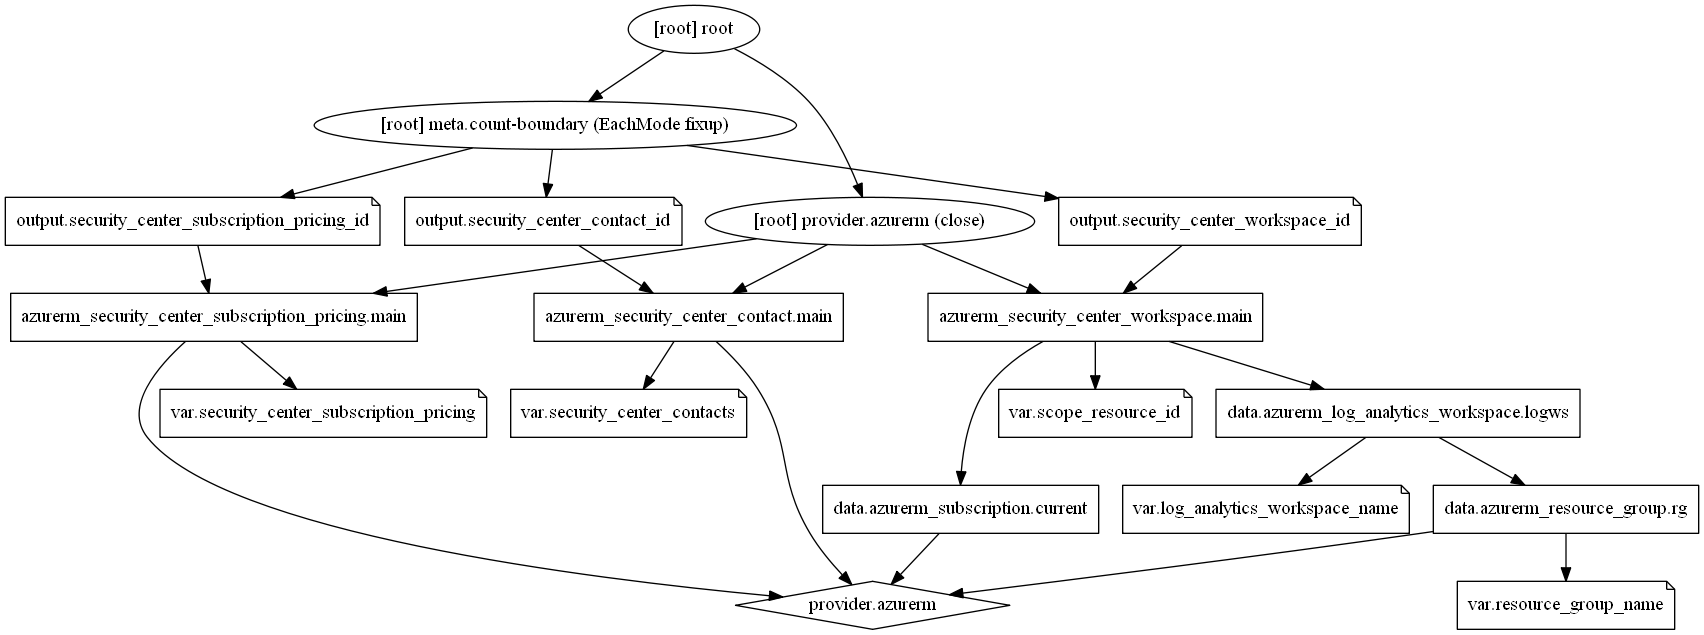 [root] root
[root] meta.count-boundary (EachMode fixup)
output.security_center_subscription_pricing_id
output.security_center_contact_id
[root] provider.azurerm (close)
output.security_center_workspace_id
azurerm_security_center_subscription_pricing.main
azurerm_security_center_contact.main
azurerm_security_center_workspace.main
var.security_center_subscription_pricing
var.security_center_contacts
var.scope_resource_id
data.azurerm_log_analytics_workspace.logws
data.azurerm_subscription.current
var.log_analytics_workspace_name
data.azurerm_resource_group.rg
provider.azurerm
var.resource_group_name